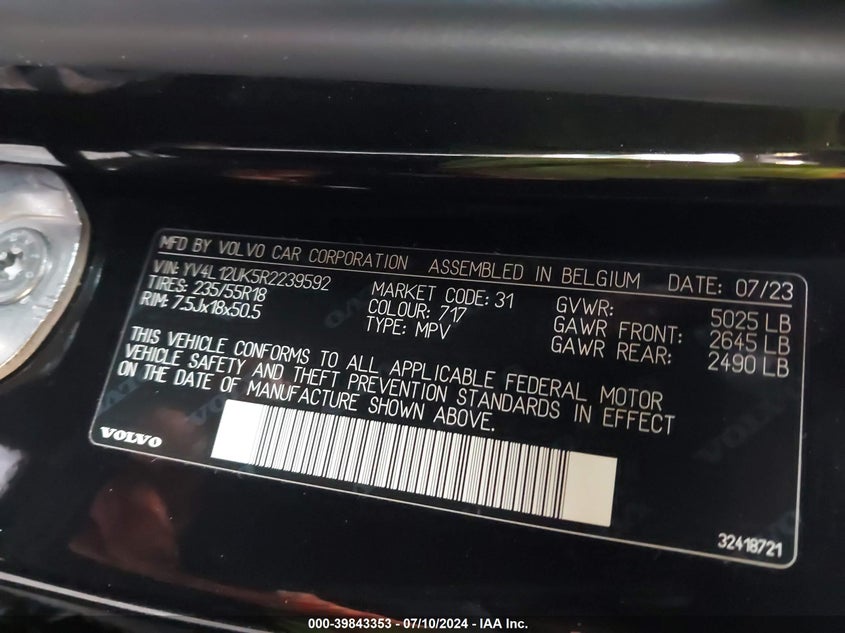 MFD BY VOLVO CAR CORPORATION ASSEMBLED IN BELGIUM DATE: 07/23
VIN: YV4L12UK5R2239592 MARKET CODE: 31 GVWR: 5025 LB
TIRES: 235/55R18 COLOUR: 717 GAWR FRONT: 2645 LB
RIM: 7.5Jx18x50.5 TYPE: MPV GAWR REAR: 2490 LB
THIS VEHICLE CONFORMS TO ALL APPLICABLE FEDERAL MOTOR
VEHICLE SAFETY AND THEFT PREVENTION STANDARDS IN EFFECT
ON THE DATE OF MANUFACTURE SHOWN ABOVE.
VOLVO
32418721
000-39843353 - 07/10/2024 - IAA Inc.